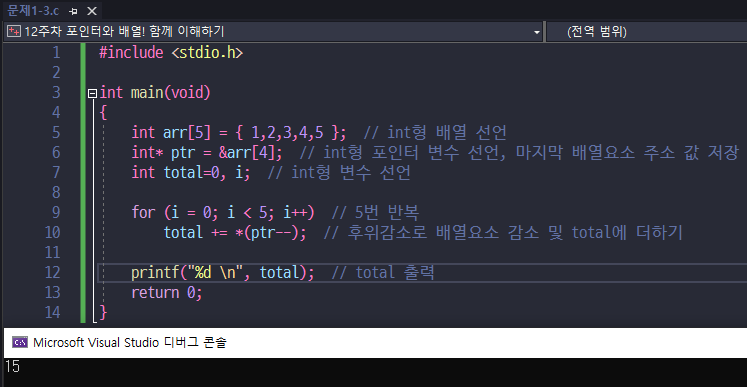 문제1-3.c
12주차 포인터와 배열! 함께 이해하기 (전역 범위)
1 #include <stdio.h>
2
3 int main(void)
4 {
5 int arr[5] = { 1,2,3,4,5 }; // int형 배열 선언
6 int* ptr = &arr[4]; // int형 포인터 변수 선언, 마지막 배열요소 주소 값 저장
7 int total=0, i; // int형 변수 선언
8
9 for (i = 0; i < 5; i++) // 5번 반복
10 total += *(ptr--); // 후위감소로 배열요소 감소 및 total에 더하기
11
12 printf("%d \n", total); // total 출력
13 return 0;
14 }
Microsoft Visual Studio 디버그 콘솔
15